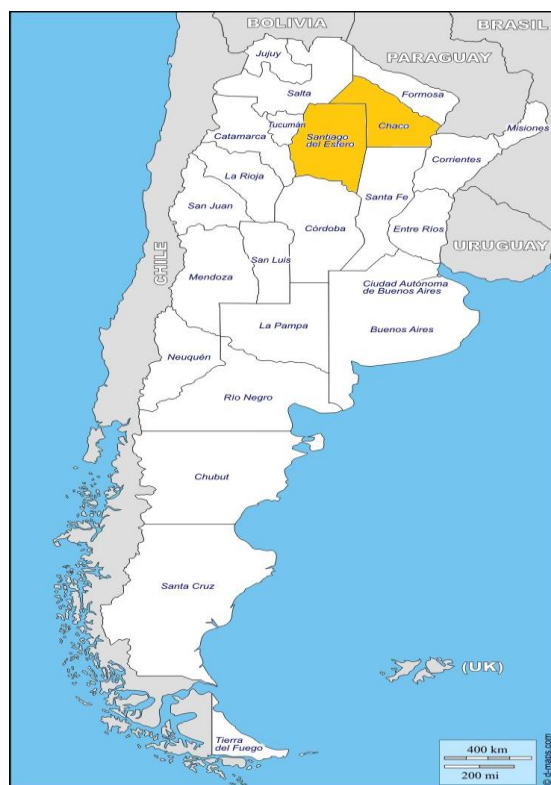 BOLIVIA
BRASIL
PARAGUAY
Jujuy
Salta
Formosa
Tucumán
Chaco
Misiones
Catamarca
Santiago
del Estero
Corrientes
La Rioja
Santa Fe
San Juan
Córdoba
Entre Ríos
URUGUAY
CHILE
San Luis
Mendoza
Ciudad Autónoma
de Buenos Aires
La Pampa
Buenos Aires
Neuquén
Río Negro
Chubut
Santa Cruz
(UK)
Tierra
del Fuego
400 km
200 mi
© d-maps.com